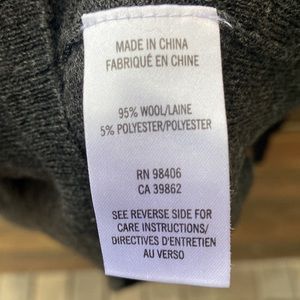 MADE IN CHINA
FABRIQUÉ EN CHINE
95% WOOL/LAINE
5% POLYESTER/POLYESTER
RN 98406
CA 39862
SEE REVERSE SIDE FOR
CARE INSTRUCTIONS/
DIRECTIVES D'ENTRETIEN
AU VERSO